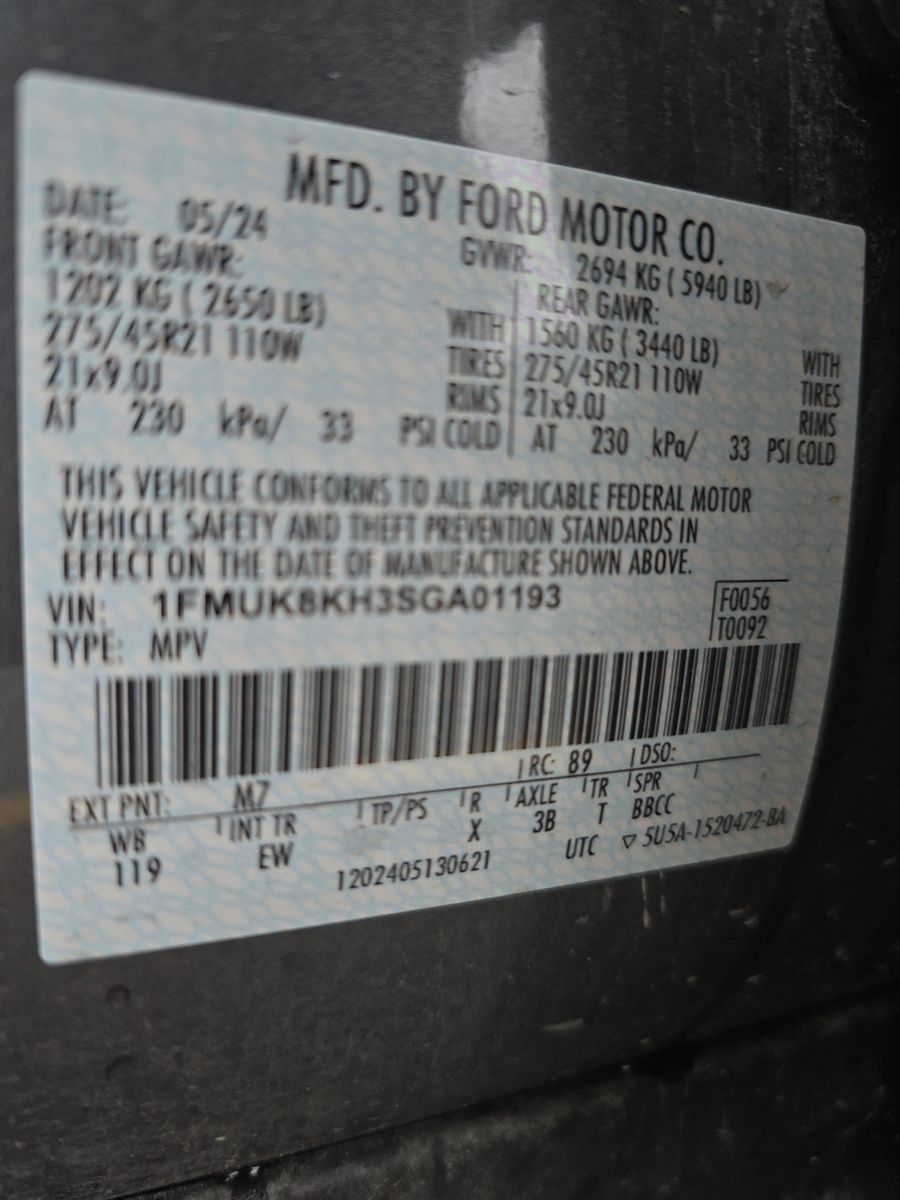 MFD. BY FORD MOTOR CO.
DATE: 05/24 GVWR: 2694 KG ( 5940 LB)
FRONT GAWR: REAR GAWR:
1202 KG ( 2650 LB) WITH 1560 KG ( 3440 LB) WITH
275/45R21 110W TIRES 275/45R21 110W TIRES
21x9.0J RIMS 21x9.0J RIMS
AT 230 kPa/ 33 PSI COLD AT 230 kPa/ 33 PSI COLD
THIS VEHICLE CONFORMS TO ALL APPLICABLE FEDERAL MOTOR
VEHICLE SAFETY AND THEFT PREVENTION STANDARDS IN
EFFECT ON THE DATE OF MANUFACTURE SHOWN ABOVE.
VIN: 1FMUK8KH3SGA01193 F0056
TYPE: MPV T0092
EXT PNT: M7 RC: 89 DSO:
WB INT TR TP/PS R AXLE TR SPR
119 EW X 3B T BBCC
1202405130621 UTC ▽ 5U5A-1520472-BA